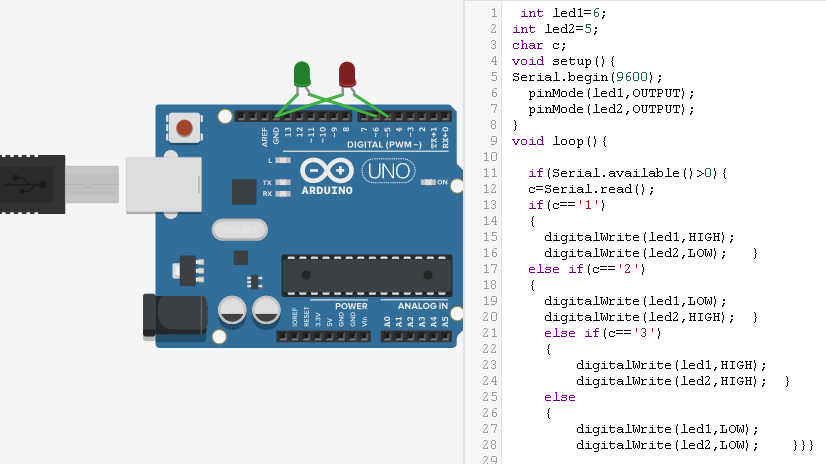 AREF
GND
13
12
~11
~10
~9
8
7
~6
~5
4
~3
2
TX→1
RX←0
DIGITAL (PWM~)
L
TX
RX
ARDUINO
UNO
ON
POWER
ANALOG IN
IOREF
RESET
3.3V
5V
GND
GND
Vin
A0
A1
A2
A3
A4
A5
1 int led1=6;
2 int led2=5;
3 char c;
4 void setup(){
5 Serial.begin(9600);
6 pinMode(led1,OUTPUT);
7 pinMode(led2,OUTPUT);
8 }
9 void loop(){
10
11 if(Serial.available()>0){
12 c=Serial.read();
13 if(c=='1')
14 {
15 digitalWrite(led1,HIGH);
16 digitalWrite(led2,LOW); }
17 else if(c=='2')
18 {
19 digitalWrite(led1,LOW);
20 digitalWrite(led2,HIGH); }
21 else if(c=='3')
22 {
23 digitalWrite(led1,HIGH);
24 digitalWrite(led2,HIGH); }
25 else
26 {
27 digitalWrite(led1,LOW);
28 digitalWrite(led2,LOW); }}}
29